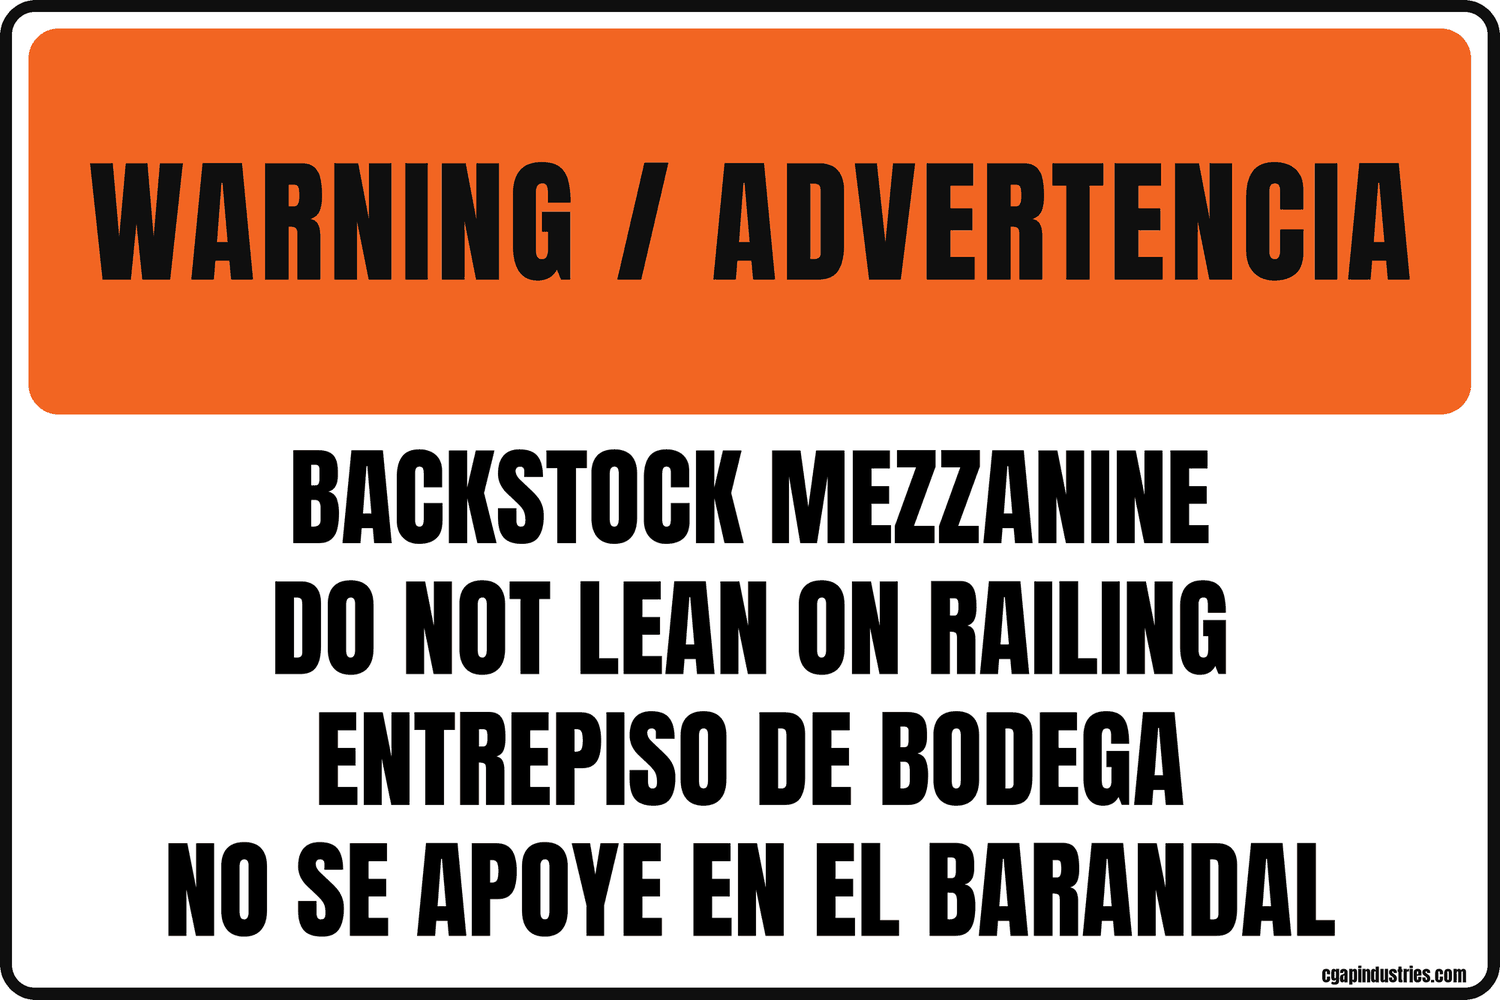 WARNING / ADVERTENCIA
BACKSTOCK MEZZANINE
DO NOT LEAN ON RAILING
ENTREPISO DE BODEGA
NO SE APOYE EN EL BARANDAL
cgapindustries.com